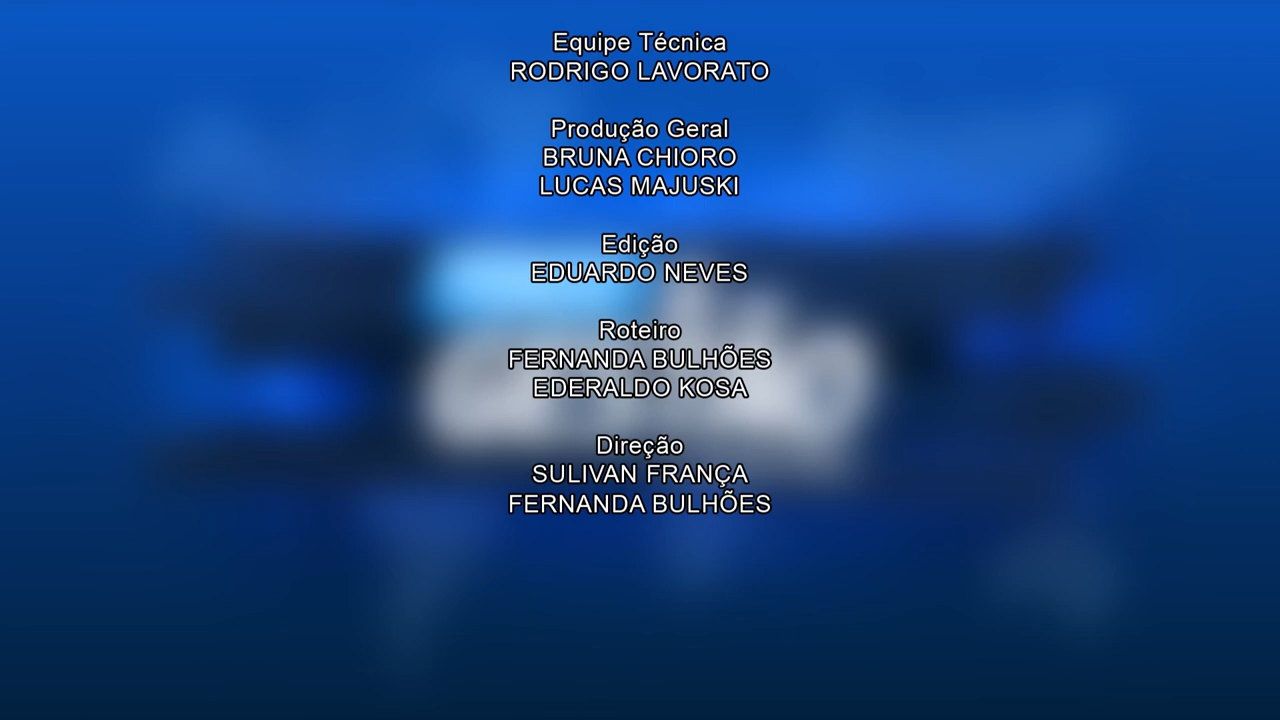 Equipe Técnica
RODRIGO LAVORATO
Produção Geral
BRUNA CHIORO
LUCAS MAJUSKI
Edição
EDUARDO NEVES
Roteiro
FERNANDA BULHÕES
EDERALDO KOSA
Direção
SULIVAN FRANÇA
FERNANDA BULHÕES